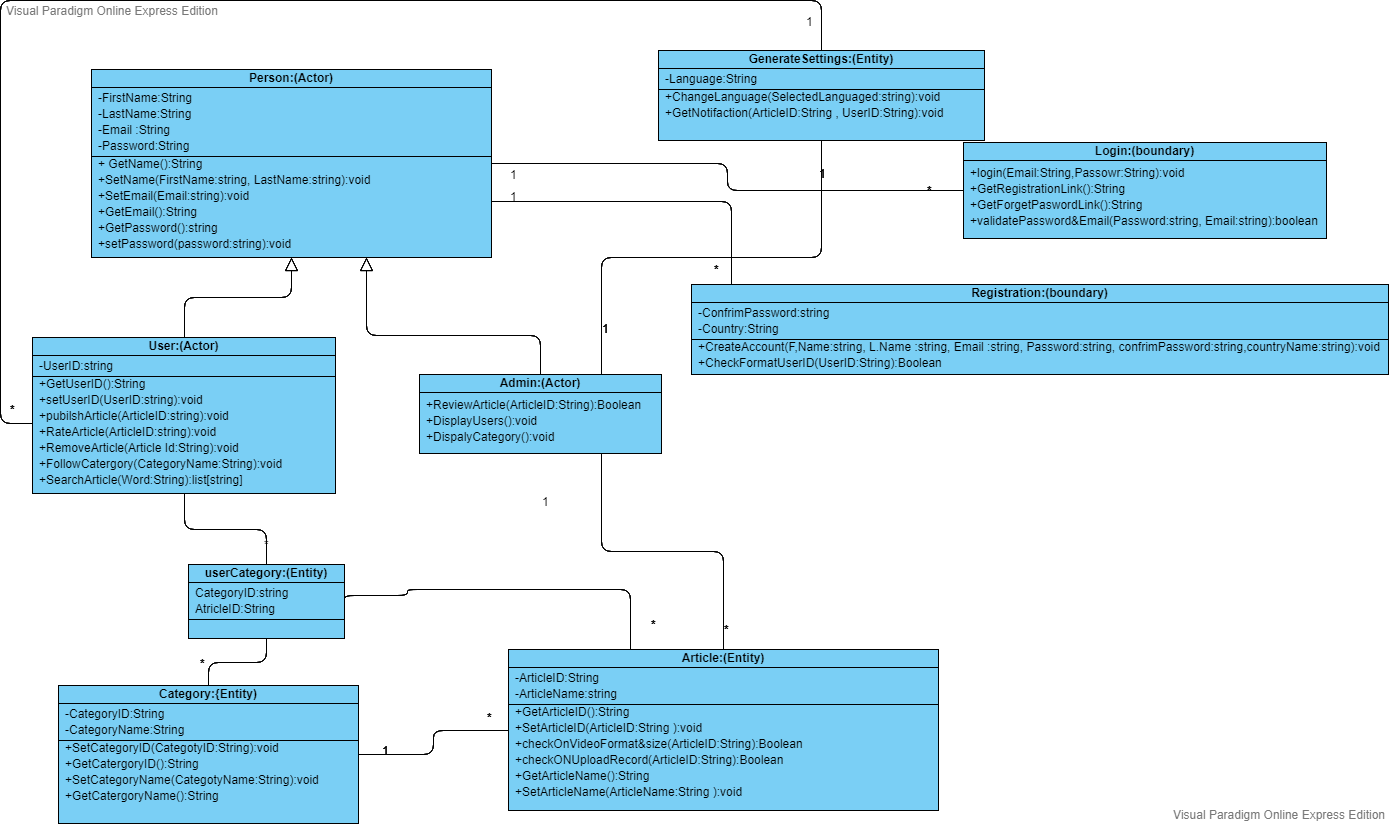 Visual Paradigm Online Express Edition
1
GenerateSettings:(Entity)
-Language:String
+ChangeLanguage(SelectedLanguaged:string):void
+GetNotifaction(ArticleID:String , UserID:String):void
Person:(Actor)
-FirstName:String
-LastName:String
-Email :String
-Password:String
+ GetName():String
+SetName(FirstName:string, LastName:string):void
+SetEmail(Email:string):void
+GetEmail():String
+GetPassword():string
+setPassword(password:string):void
1
1
1
*
Login:(boundary)
+login(Email:String,Passowr:String):void
+GetRegistrationLink():String
+GetForgetPaswordLink():String
+validatePassword&Email(Password:string, Email:string):boolean
*
Registration:(boundary)
-ConfrimPassword:string
-Country:String
+CreateAccount(F,Name:string, L.Name :string, Email :string, Password:string, confrimPassword:string,countryName:string):void
+CheckFormatUserID(UserID:String):Boolean
1
User:(Actor)
-UserID:string
+GetUserID():String
+setUserID(UserID:string):void
+pubilshArticle(ArticleID:string):void
+RateArticle(ArticleID:string):void
+RemoveArticle(Article Id:String):void
+FollowCatergory(CategoryName:String):void
+SearchArticle(Word:String):list[string]
*
Admin:(Actor)
+ReviewArticle(ArticleID:String):Boolean
+DisplayUsers():void
+DispalyCategory():void
1
*
userCategory:(Entity)
CategoryID:string
AtricleID:String
*
*
*
Category:{Entity)
-CategoryID:String
-CategoryName:String
+SetCategoryID(CategotyID:String):void
+GetCatergoryID():String
+SetCategoryName(CategotyName:String):void
+GetCatergoryName():String
1
*
Article:(Entity)
-ArticleID:String
-ArticleName:string
+GetArticleID():String
+SetArticleID(ArticleID:String ):void
+checkOnVideoFormat&size(ArticleID:String):Boolean
+checkONUploadRecord(ArticleID:String):Boolean
+GetArticleName():String
+SetArticleName(ArticleName:String ):void
Visual Paradigm Online Express Edition